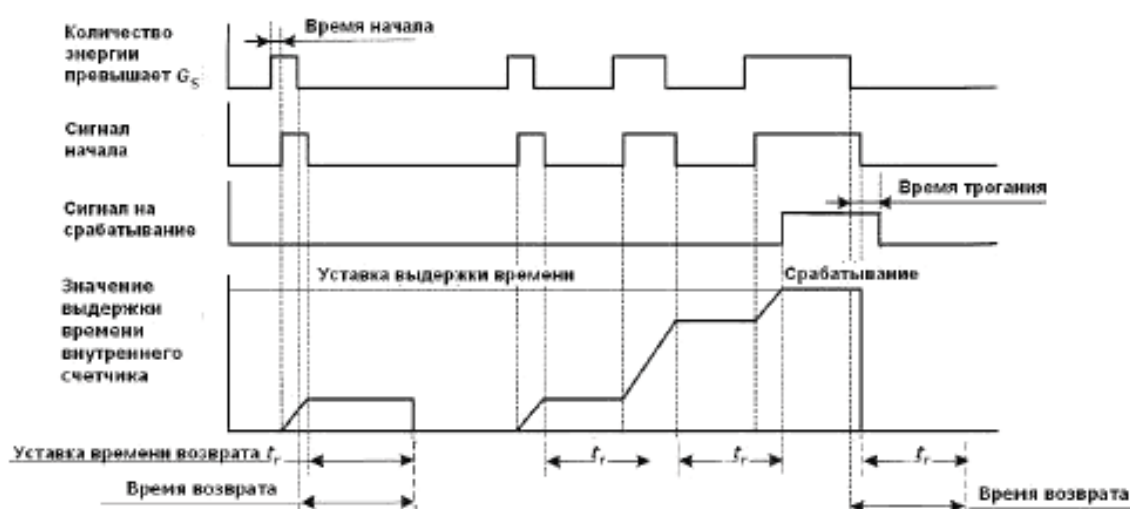 Количество
энергии
превышает G_S
Время начала
Сигнал
начала
Сигнал на
срабатывание
Время трогания
Значение
выдержки
времени
внутреннего
счетчика
Уставка выдержки времени
Срабатывание
Уставка времени возврата t_r
t_r
t_r
t_r
Время возврата
Время возврата